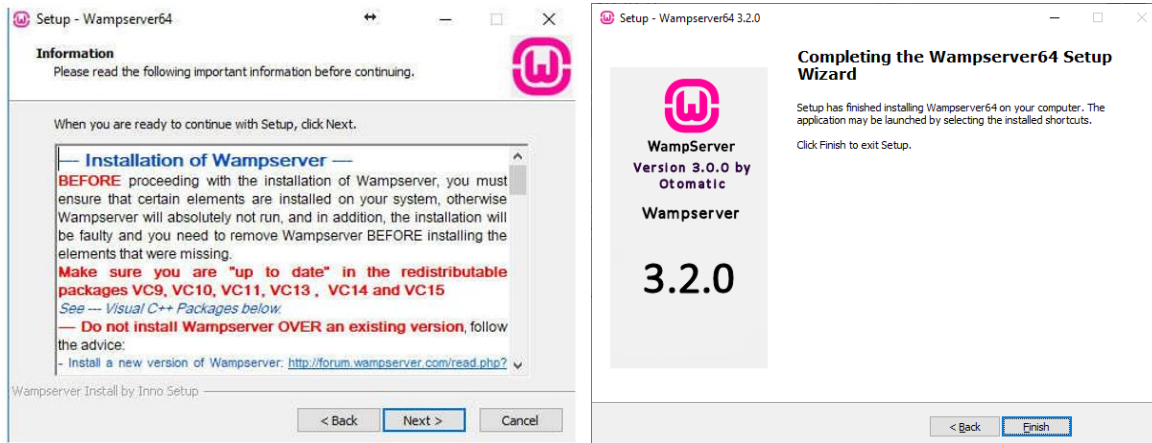 Setup - Wampserver64
Information
Please read the following important information before continuing.
When you are ready to continue with Setup, click Next.
--- Installation of Wampserver ---
BEFORE proceeding with the installation of Wampserver, you must
ensure that certain elements are installed on your system, otherwise
Wampserver will absolutely not run, and in addition, the installation will
be faulty and you need to remove Wampserver BEFORE installing the
elements that were missing.
Make sure you are "up to date" in the redistributable
packages VC9, VC10, VC11, VC13 , VC14 and VC15
See --- Visual C++ Packages below.
--- Do not install Wampserver OVER an existing version, follow
the advice:
- Install a new version of Wampserver: http://forum.wampserver.com/read.php?
Wampserver Install by Inno Setup
< Back
Next >
Cancel
Setup - Wampserver64 3.2.0
WampServer
Version 3.0.0 by
Otomatic
Wampserver
3.2.0
Completing the Wampserver64 Setup
Wizard
Setup has finished installing Wampserver64 on your computer. The
application may be launched by selecting the installed shortcuts.
Click Finish to exit Setup.
< Back
Finish